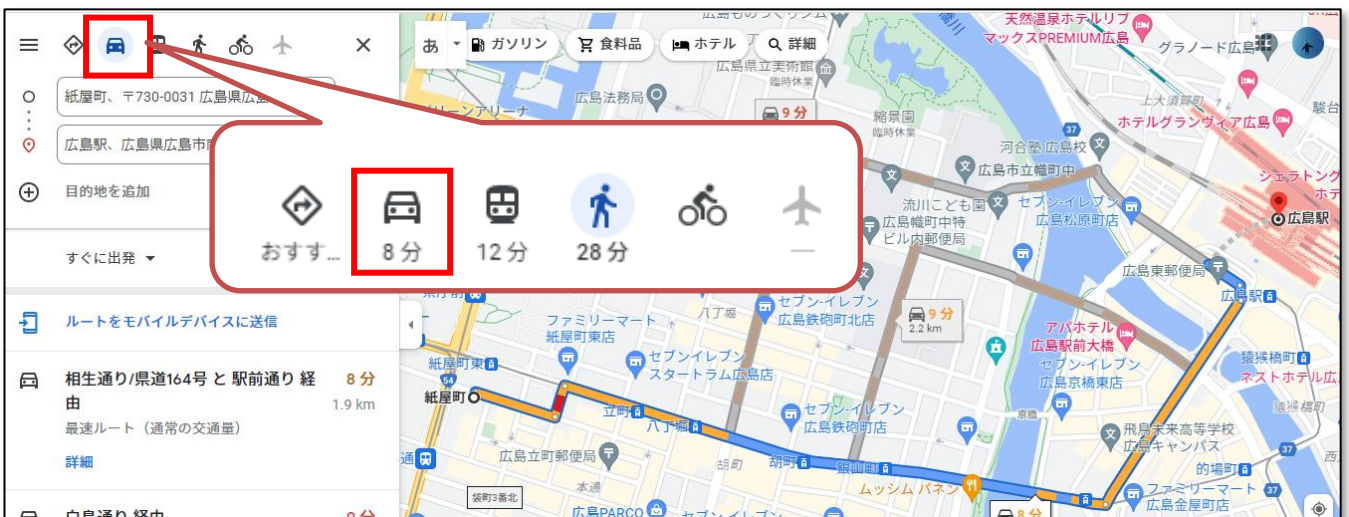 紙屋町、〒730-0031 広島県広島
広島駅、広島県広島市
目的地を追加
すぐに出発
ルートをモバイルデバイスに送信
相生通り/県道164号 と 駅前通り 経由
8 分
1.9 km
最速ルート（通常の交通量）
詳細
白島通り 経由
9 分
おすす...
8 分
12 分
28 分
—
あ
ガソリン
食料品
ホテル
詳細
天然温泉ホテルリブ
マックスPREMIUM広島
グラノード広島
広島県立美術館
臨時休業
広島法務局
9 分
縮景園
臨時休業
上大須賀町
ホテルグランヴィア広島
37
河合塾 広島校
広島市立幟町中
シェラトング
ホテ
広島駅
流川こども園
セブン-イレブン
広島松原町店
広島幟町中特
ビル内郵便局
広島東郵便局
広島駅
セブン-イレブン
広島鉄砲町北店
八丁堀
9 分
2.2 km
ファミリーマート
紙屋町東店
アパホテル
広島駅前大橋
セブン-イレブン
広島京橋東店
猿猴橋町
ネストホテル広
猿猴橋町
紙屋町東
54
紙屋町
セブン-イレブン
スタートラム広島店
立町
八丁堀
セブン-イレブン
広島鉄砲町店
京橋
飛鳥未来高等学校
広島キャンパス
37
的場町
広島立町郵便局
胡町
胡町
銀山町
ムッシムパネン
ファミリーマート
広島金屋町店
37
本通
袋町3番北
広島PARCO
セブン-イレブン
8 分